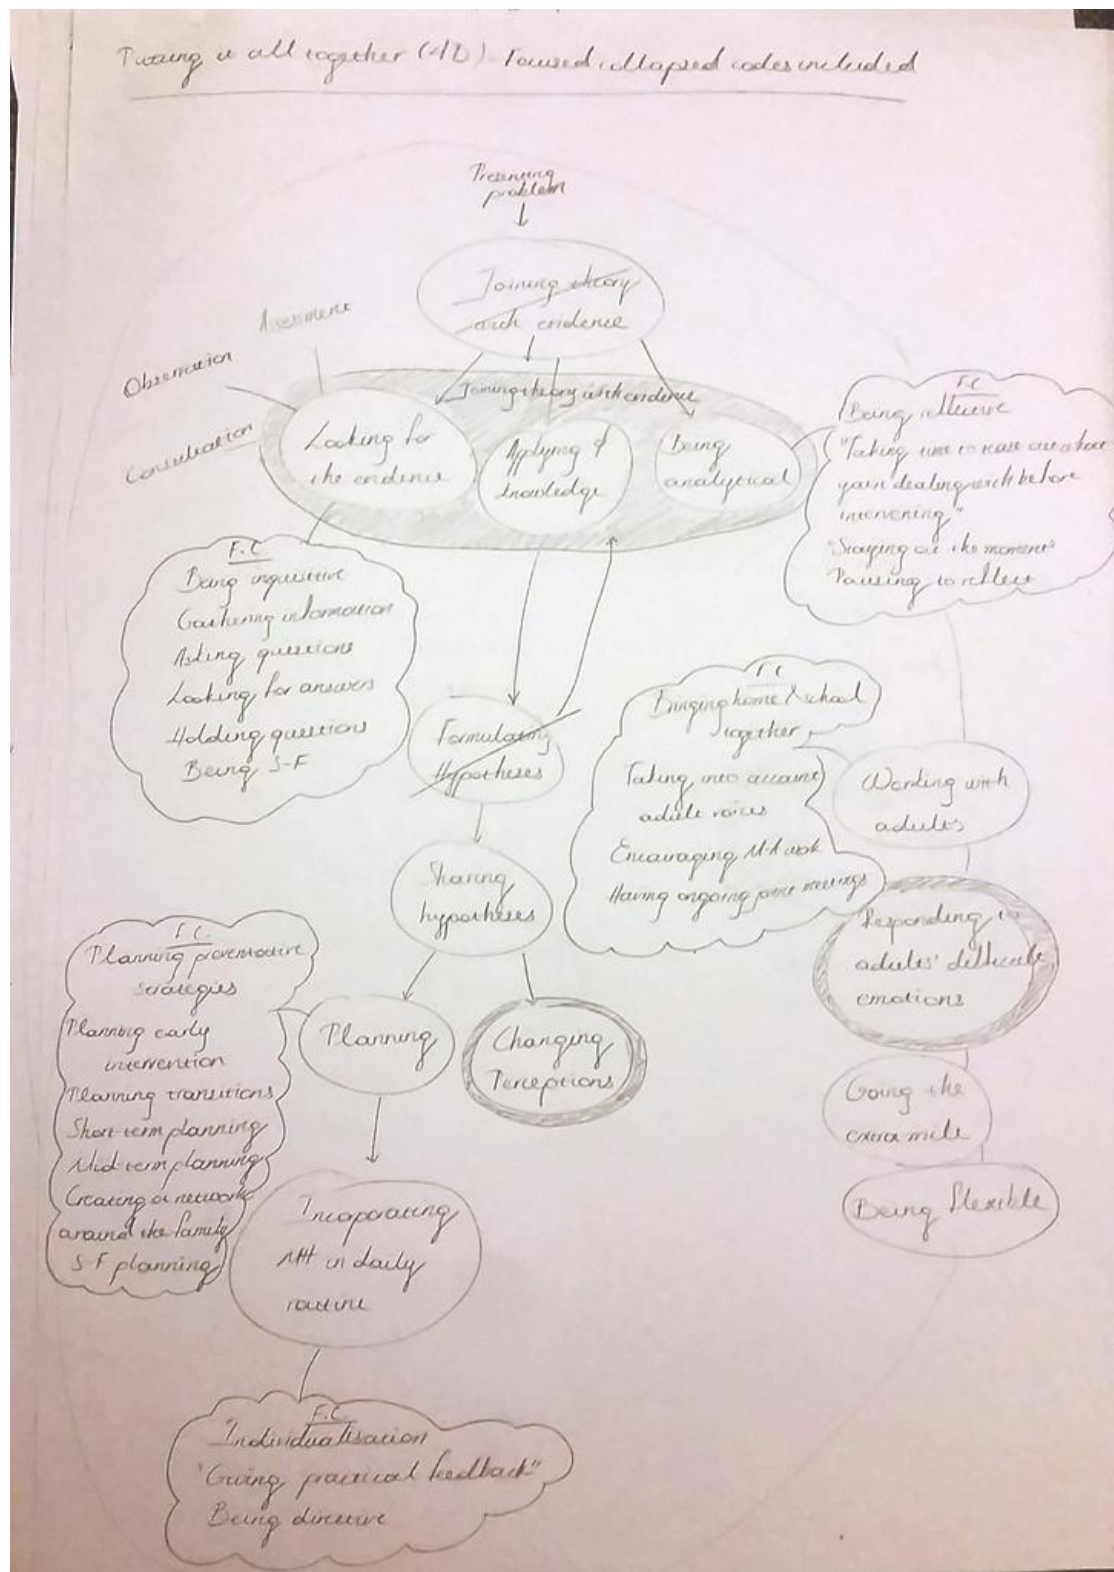 Putting it all together (4D) - Focused collapsed codes included
Presenting
problem
Joining theory
with evidence
Assessment
Observation
Consultation
Joining theory with evidence
Looking for
the evidence
Applying &
knowledge
Being
analytical
F.C
Being reflective
"Taking time to tease out what
you're dealing with before
intervening"
"Staying in the moment"
Pausing to reflect
F.C
Being inquisitive
Gathering information
Asking questions
Looking for answers
Holding questions
Being S-F
Formulating
Hypotheses
F.C
Bringing home & school
together
Taking into account
adult voices
Encouraging M-A work
Having ongoing joint meetings
Working with
adults
Sharing
hypotheses
Responding to
adults' difficult
emotions
F.C.
Planning preventative
strategies
Planning early
intervention
Planning transitions
Short-term planning
Mid-term planning
Creating a network
around the family
S-F planning
Planning
Changing
Perceptions
Going the
extra mile
Being flexible
Incorporating
MH in daily
routine
F.C
Individualisation
"Giving practical feedback"
Being directive